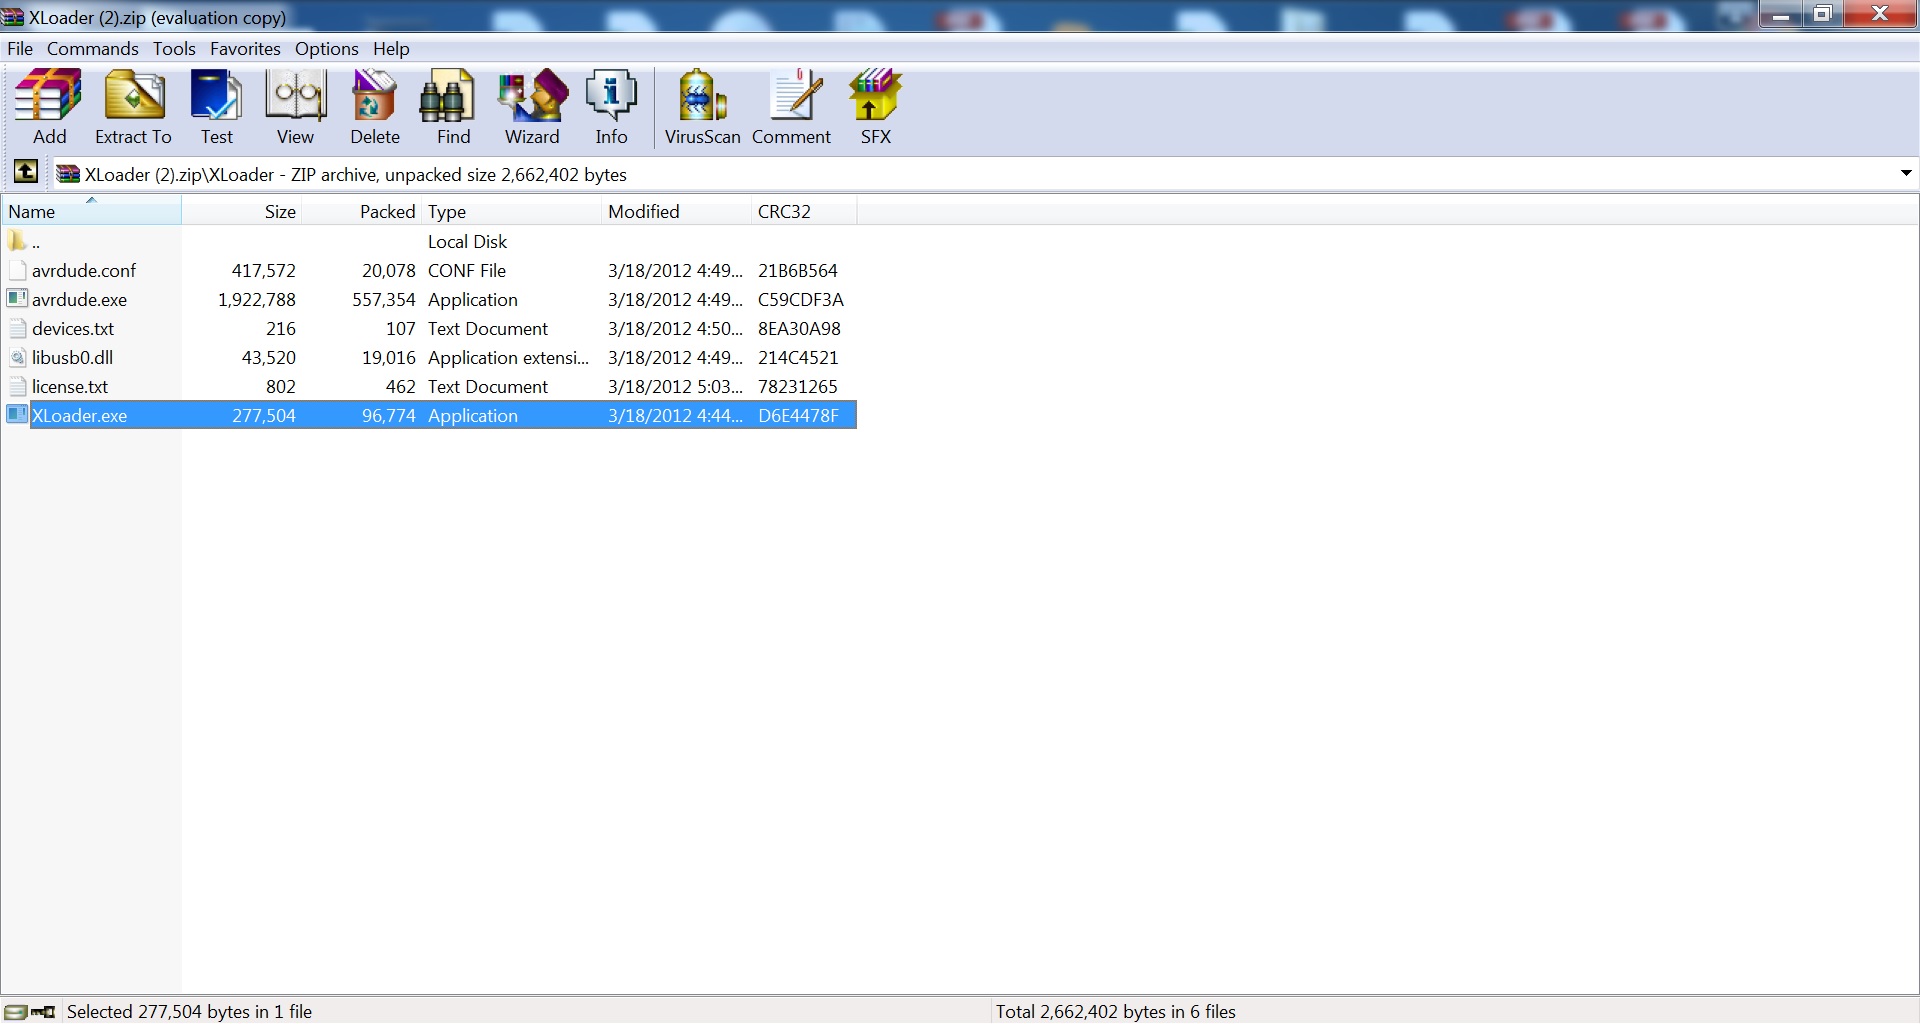 XLoader (2).zip (evaluation copy)
File Commands Tools Favorites Options Help
Add Extract To Test View Delete Find Wizard Info VirusScan Comment SFX
XLoader (2).zip\XLoader - ZIP archive, unpacked size 2,662,402 bytes
Name Size Packed Type Modified CRC32
.. Local Disk
avrdude.conf 417,572 20,078 CONF File 3/18/2012 4:49... 21B6B564
avrdude.exe 1,922,788 557,354 Application 3/18/2012 4:49... C59CDF3A
devices.txt 216 107 Text Document 3/18/2012 4:50... 8EA30A98
libusb0.dll 43,520 19,016 Application extensi... 3/18/2012 4:49... 214C4521
license.txt 802 462 Text Document 3/18/2012 5:03... 78231265
XLoader.exe 277,504 96,774 Application 3/18/2012 4:44... D6E4478F
Selected 277,504 bytes in 1 file Total 2,662,402 bytes in 6 files